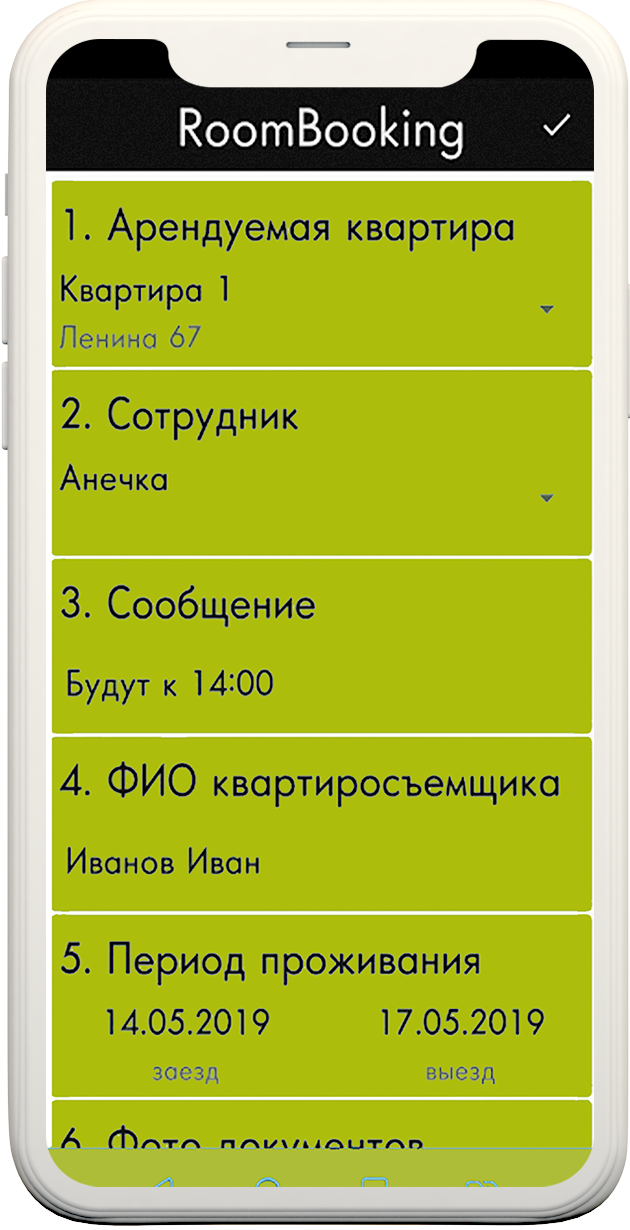 RoomBooking
1. Арендуемая квартира
Квартира 1
Ленина 67
2. Сотрудник
Анечка
3. Сообщение
Будут к 14:00
4. ФИО квартиросъемщика
Иванов Иван
5. Период проживания
14.05.2019 17.05.2019
заезд выезд
6. Фото документов